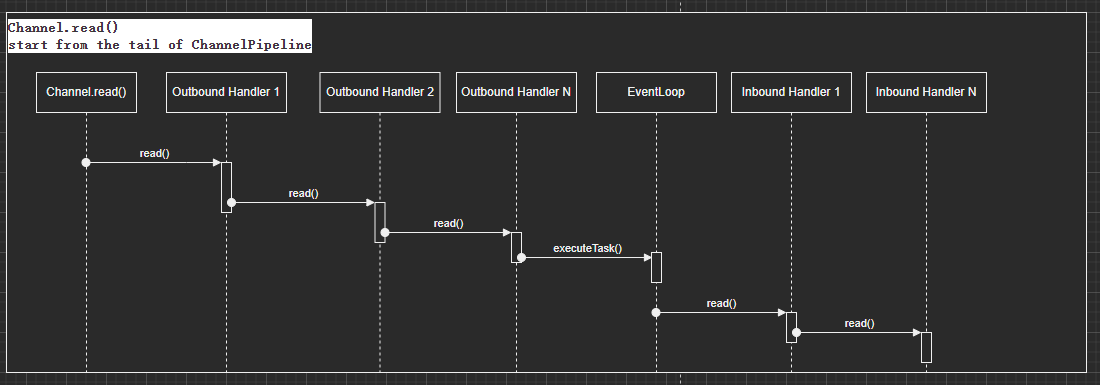 Channel.read()
start from the tail of ChannelPipeline
Channel.read()
Outbound Handler 1
Outbound Handler 2
Outbound Handler N
EventLoop
Inbound Handler 1
Inbound Handler N
read()
read()
read()
executeTask()
read()
read()